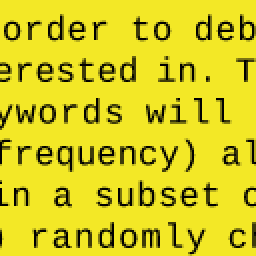 order to deb
erested in. T
ywords will
frequency) al
in a subset
) randomly ch